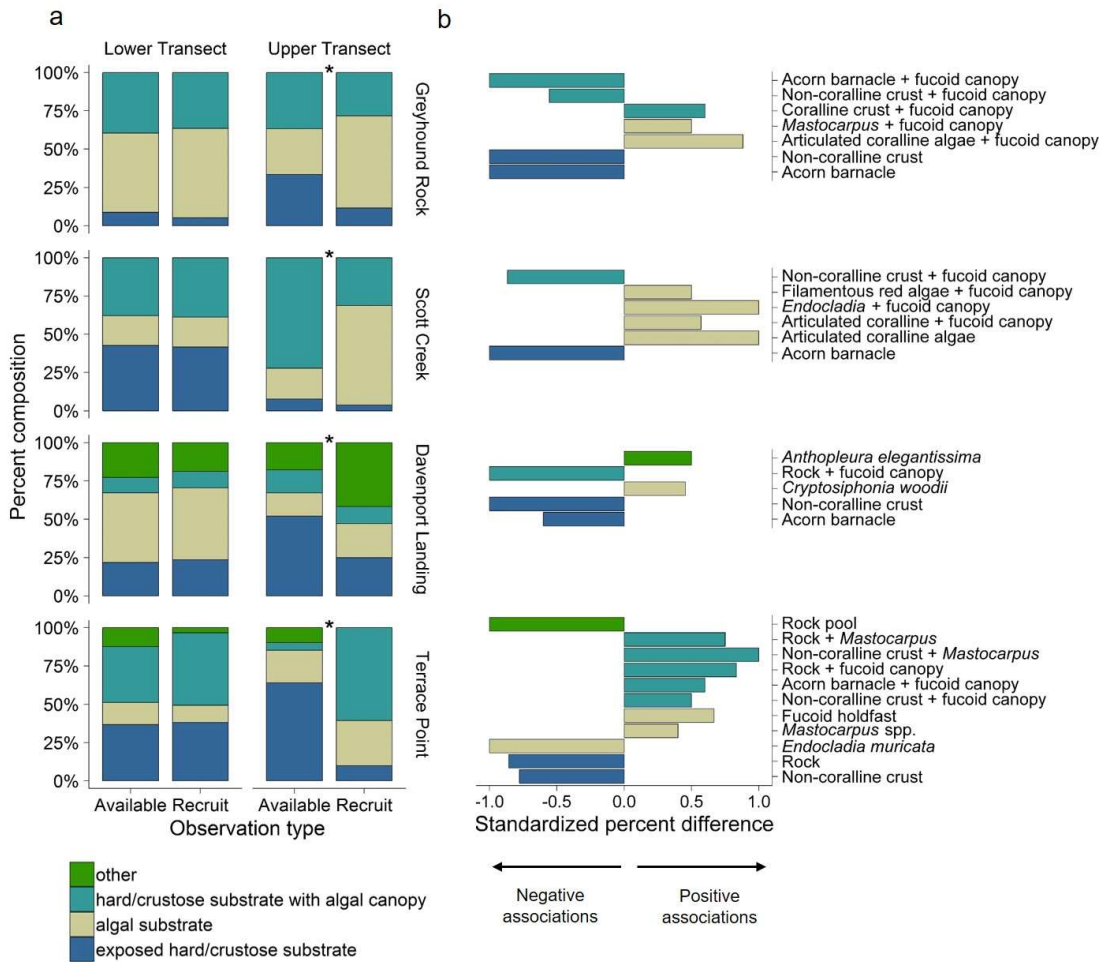 a
b
Lower Transect
Upper Transect
100%
75%
50%
25%
0%
*
Greyhound Rock
Acorn barnacle + fucoid canopy
Non-coralline crust + fucoid canopy
Coralline crust + fucoid canopy
Mastocarpus + fucoid canopy
Articulated coralline algae + fucoid canopy
Non-coralline crust
Acorn barnacle
100%
75%
50%
25%
0%
*
Scott Creek
Non-coralline crust + fucoid canopy
Filamentous red algae + fucoid canopy
Endocladia + fucoid canopy
Articulated coralline + fucoid canopy
Articulated coralline algae
Acorn barnacle
Percent composition
100%
75%
50%
25%
0%
*
Davenport Landing
Anthopleura elegantissima
Rock + fucoid canopy
Cryptosiphonia woodii
Non-coralline crust
Acorn barnacle
100%
75%
50%
25%
0%
*
Terrace Point
Rock pool
Rock + Mastocarpus
Non-coralline crust + Mastocarpus
Rock + fucoid canopy
Acorn barnacle + fucoid canopy
Non-coralline crust + fucoid canopy
Fucoid holdfast
Mastocarpus spp.
Endocladia muricata
Rock
Non-coralline crust
Available Recruit
Available Recruit
Observation type
-1.0 -0.5 0.0 0.5 1.0
Standardized percent difference
other
hard/crustose substrate with algal canopy
algal substrate
exposed hard/crustose substrate
Negative
associations
Positive
associations